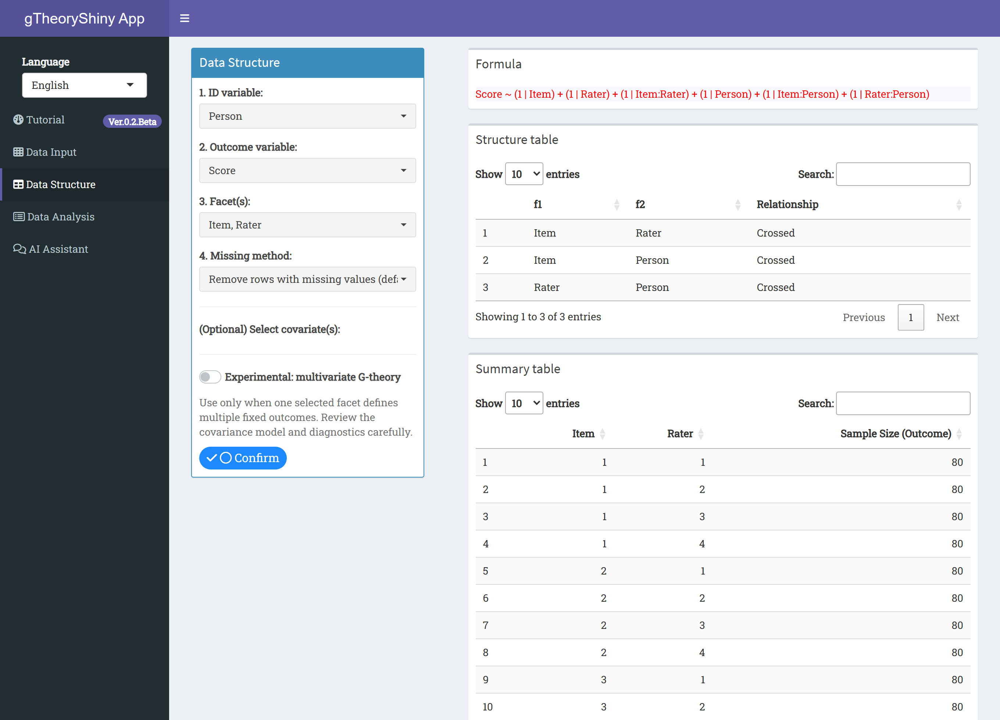 gTheoryShiny App
Language
English
Tutorial
Ver.0.2.Beta
Data Input
Data Structure
Data Analysis
AI Assistant
Data Structure
1. ID variable:
Person
2. Outcome variable:
Score
3. Facet(s):
Item, Rater
4. Missing method:
Remove rows with missing values (defa
(Optional) Select covariate(s):
Experimental: multivariate G-theory
Use only when one selected facet defines
multiple fixed outcomes. Review the
covariance model and diagnostics carefully.
Confirm
Formula
Score ~ (1 | Item) + (1 | Rater) + (1 | Item:Rater) + (1 | Person) + (1 | Item:Person) + (1 | Rater:Person)
Structure table
Show 10 entries Search:
f1 f2 Relationship
1 Item Rater Crossed
2 Item Person Crossed
3 Rater Person Crossed
Showing 1 to 3 of 3 entries Previous 1 Next
Summary table
Show 10 entries Search:
Item Rater Sample Size (Outcome)
1 1 1 80
2 1 2 80
3 1 3 80
4 1 4 80
5 2 1 80
6 2 2 80
7 2 3 80
8 2 4 80
9 3 1 80
10 3 2 80